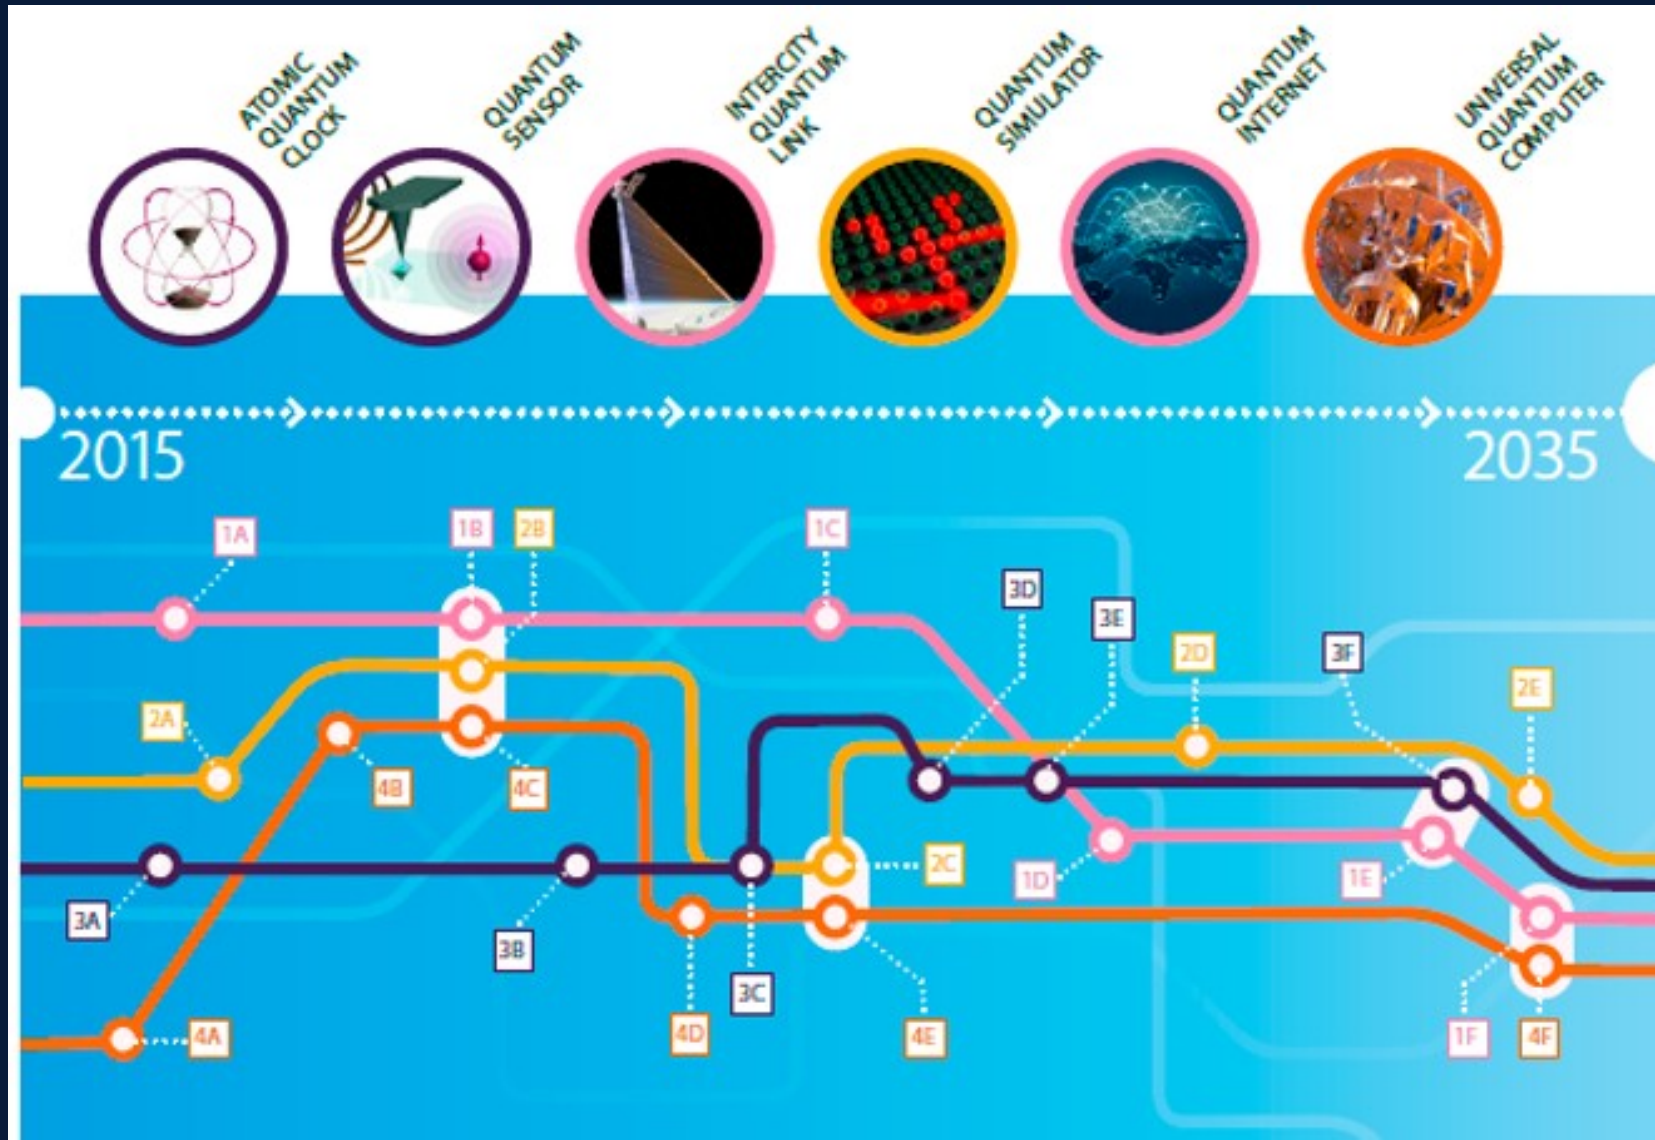 ATOMIC
QUANTUM
CLOCK
QUANTUM
SENSOR
INTERCITY
QUANTUM
LINK
QUANTUM
SIMULATOR
QUANTUM
INTERNET
UNIVERSAL
QUANTUM
COMPUTER
2015
2035
1A
1B
2B
1C
3D
3E
2D
3F
2E
2A
4B
4C
2C
1D
1E
3A
3B
3C
4A
4D
4E
1F
4F